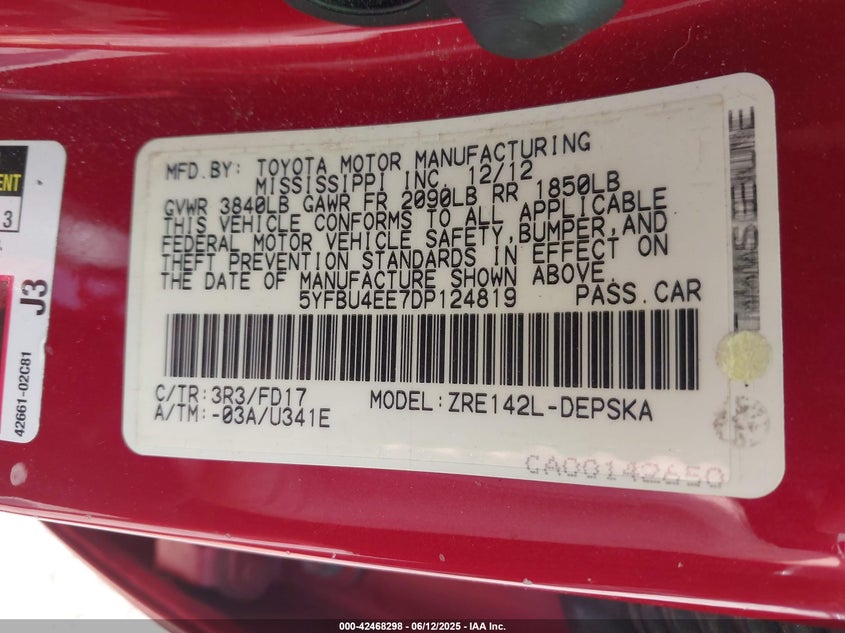 MFD.BY: TOYOTA MOTOR MANUFACTURING
MISSISSIPPI INC. 12/12
GVWR 3840LB GAWR FR 2090LB RR 1850LB
THIS VEHICLE CONFORMS TO ALL APPLICABLE
FEDERAL MOTOR VEHICLE SAFETY,BUMPER,AND
THEFT PREVENTION STANDARDS IN EFFECT ON
THE DATE OF MANUFACTURE SHOWN ABOVE.
5YFBU4EE7DP124819 PASS.CAR
C/TR:3R3/FD17 MODEL:ZRE142L-DEPSKA
A/TM:-03A/U341E
CA00142650
J3
42661-02C81
000-42468298 - 06/12/2025 - IAA Inc.